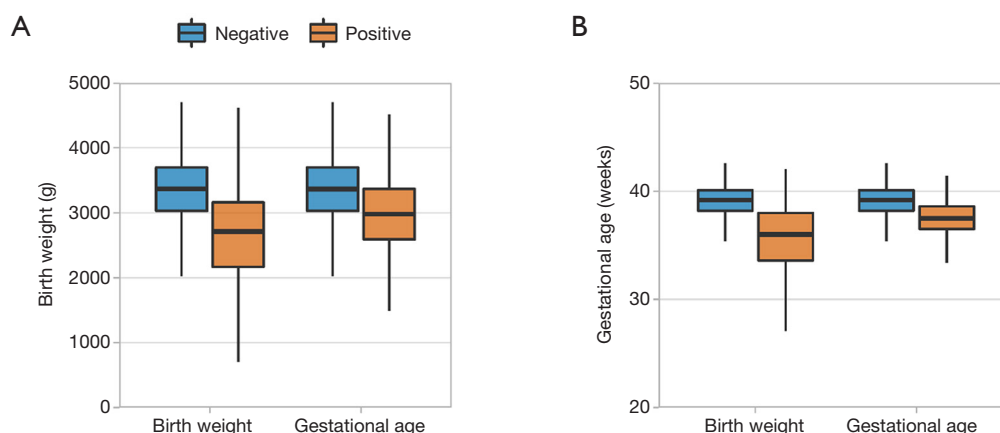 A
Negative Positive
Birth weight (g)
5000
4000
3000
2000
1000
0
Birth weight Gestational age
B
Gestational age (weeks)
50
40
30
20
Birth weight Gestational age